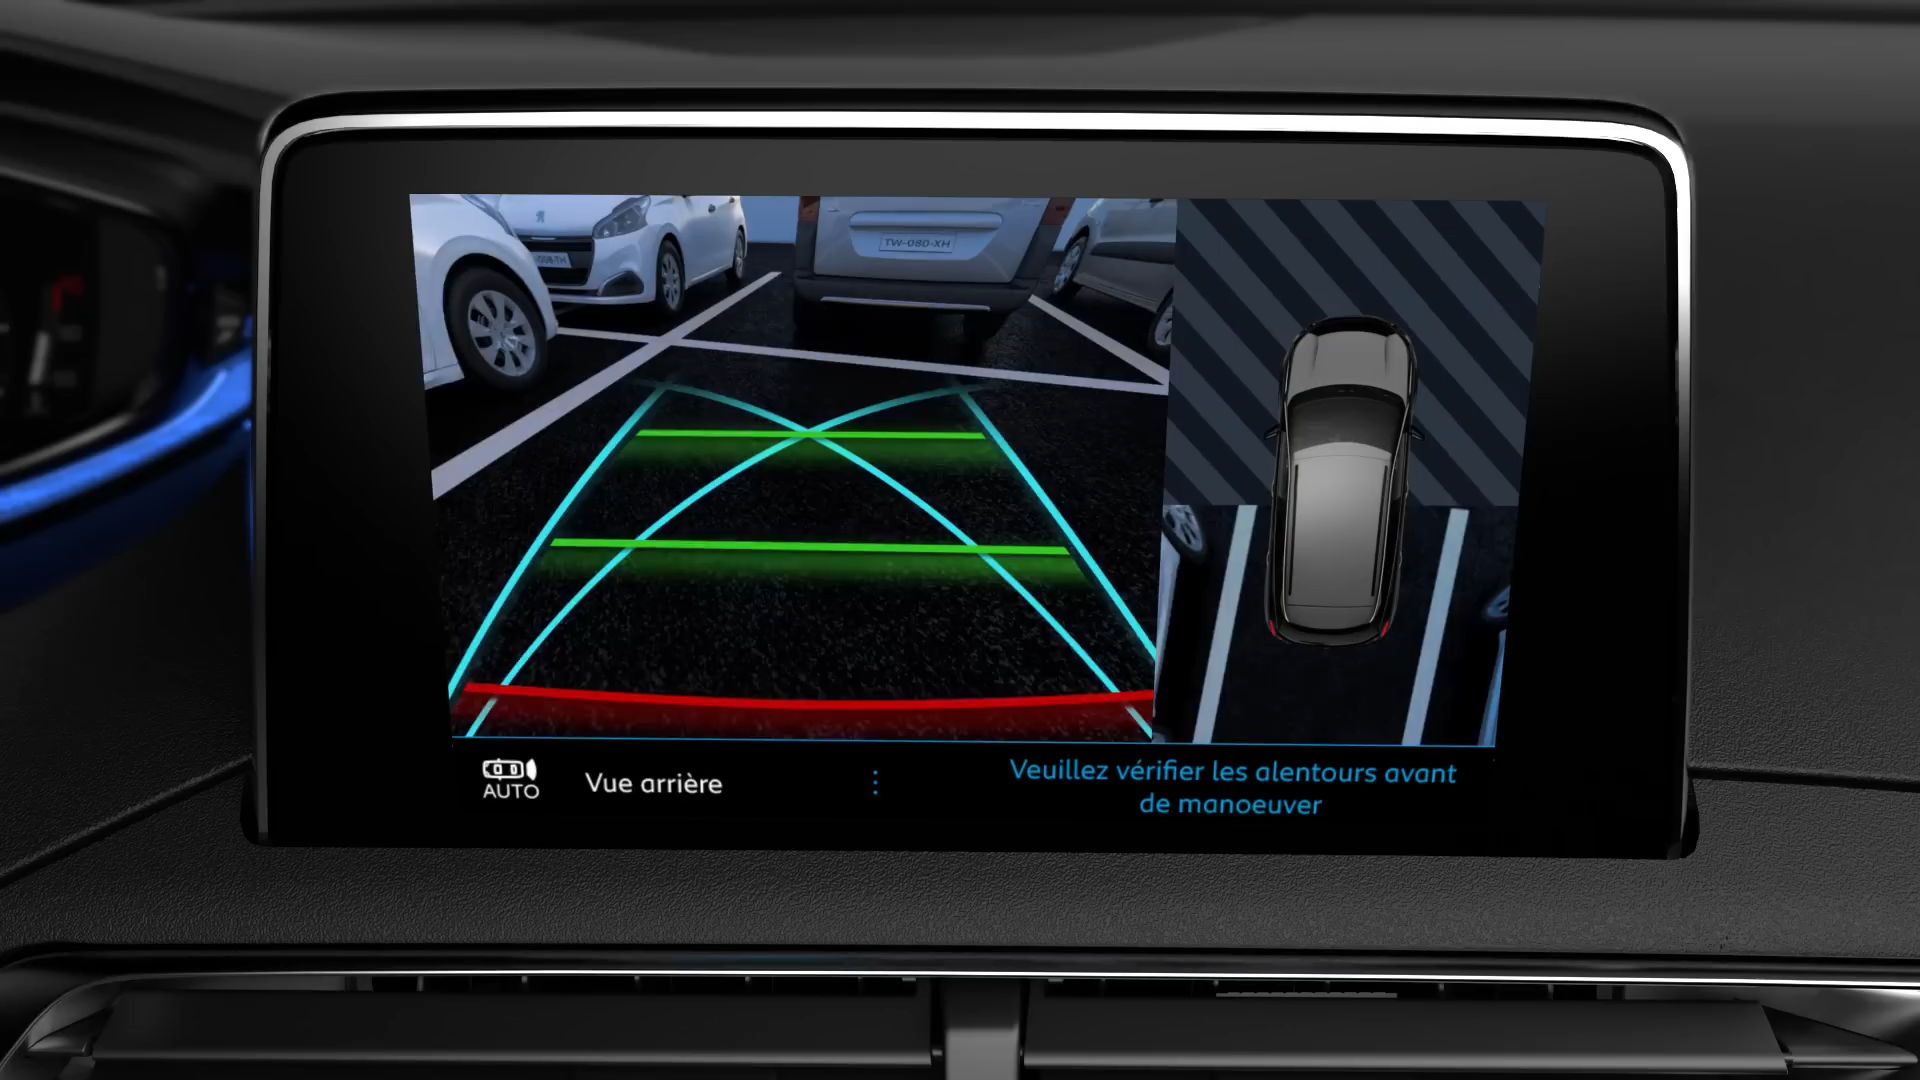 TW-080-XH
AUTO
Vue arrière
Veuillez vérifier les alentours avant
de manoeuver